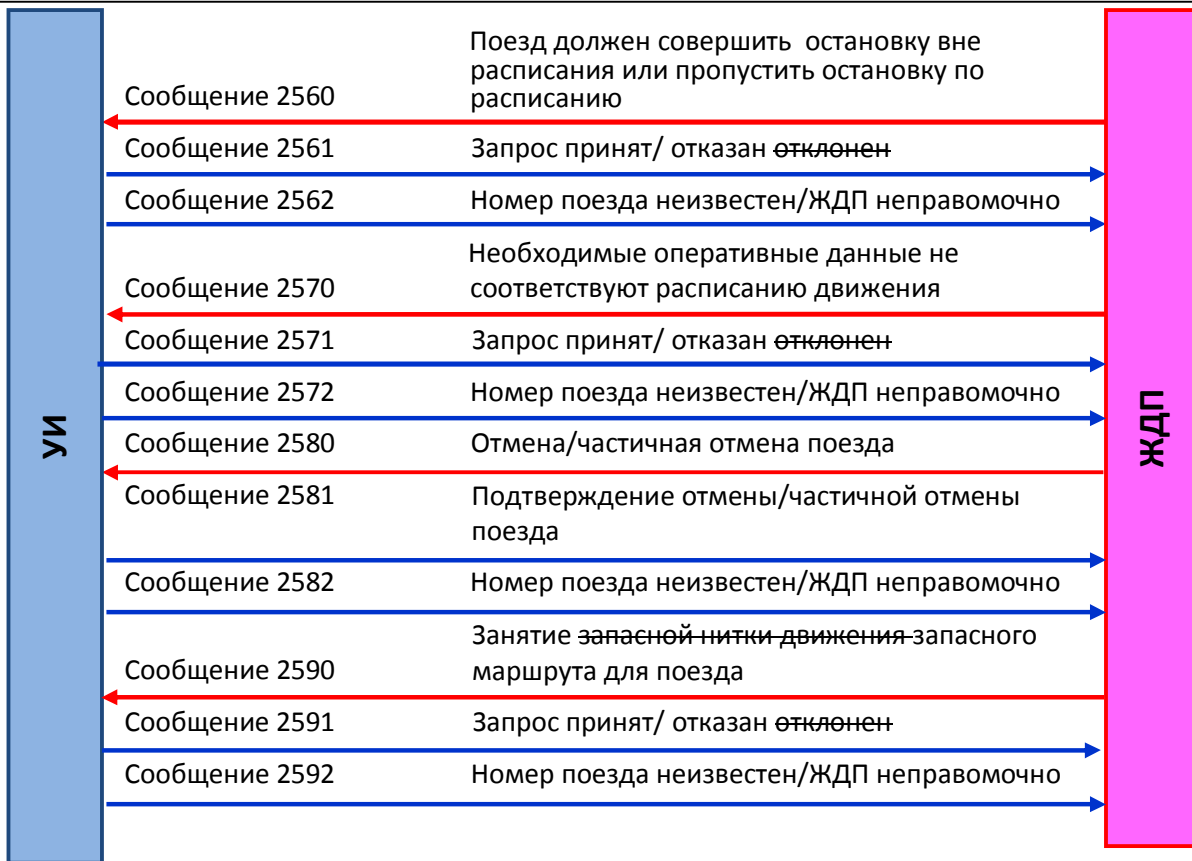 Поезд должен совершить остановку вне
расписания или пропустить остановку по
Сообщение 2560 расписанию
Сообщение 2561 Запрос принят/ отказан отклонен
Сообщение 2562 Номер поезда неизвестен/ЖДП неправомочно
Необходимые оперативные данные не
Сообщение 2570 соответствуют расписанию движения
Сообщение 2571 Запрос принят/ отказан отклонен
Сообщение 2572 Номер поезда неизвестен/ЖДП неправомочно
УИ
ЖДП
Сообщение 2580 Отмена/частичная отмена поезда
Сообщение 2581 Подтверждение отмены/частичной отмены
поезда
Сообщение 2582 Номер поезда неизвестен/ЖДП неправомочно
Занятие запасной нитки движения запасного
Сообщение 2590 маршрута для поезда
Сообщение 2591 Запрос принят/ отказан отклонен
Сообщение 2592 Номер поезда неизвестен/ЖДП неправомочно